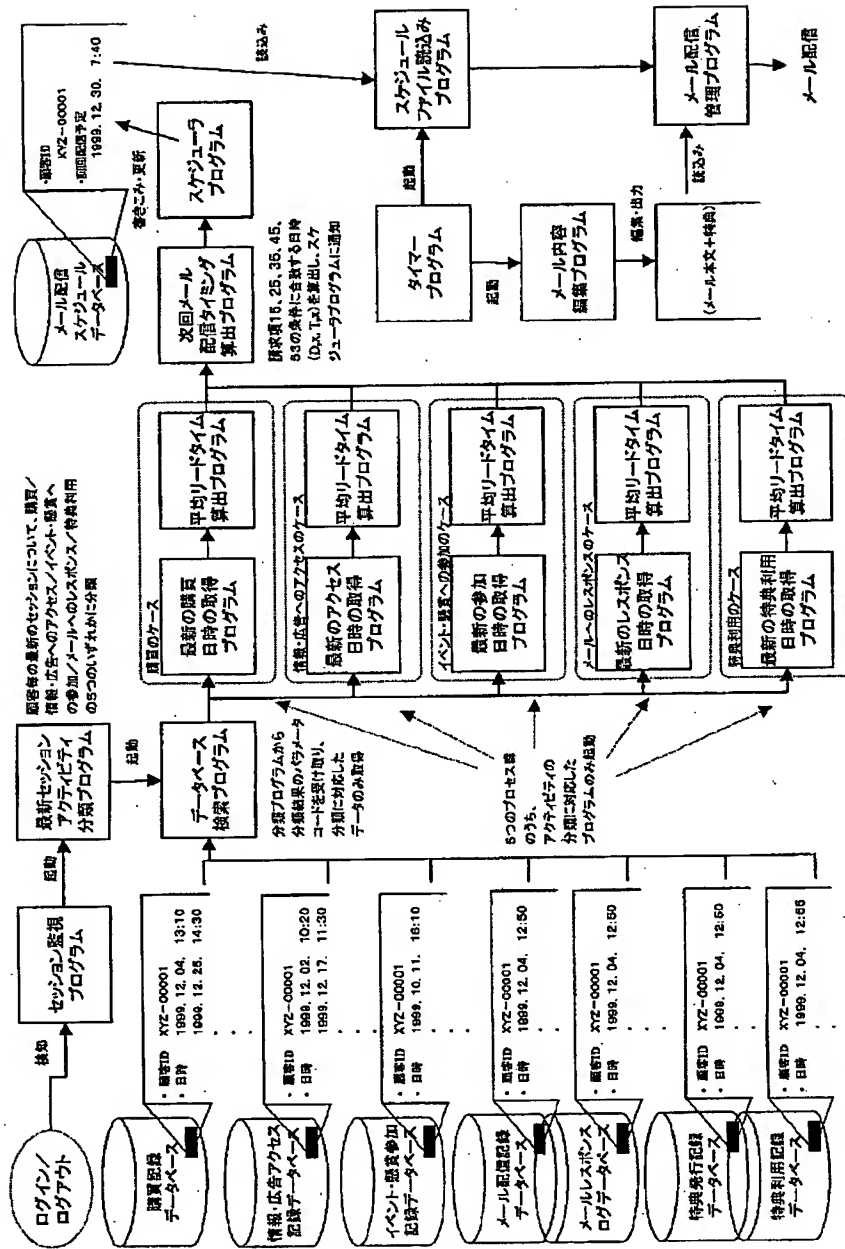 ログイン/
ログアウト
検知
セッション監視
プログラム
起動
最新セッション
アクティビティ
分類プログラム
顧客毎の最新のセッションについて、購買/
情報・広告へのアクセス/イベント・懸賞へ
の参加/メールへのレスポンス/特典利用
の5つのいずれかに分類
起動
データベース
検索プログラム
分類プログラムから
分類結果のパラメータ
コードを受け取り、
分類に対応した
データのみ取得
5つのプロセス
のうち、
アクティビティの
分類に対応した
プログラムのみ起動
購買記録
データベース
・顧客ID XYZ-00001
・日時 1999. 12. 04. 13:10
1999. 12. 25. 14:30
情報・広告アクセス
記録データベース
・顧客ID XYZ-00001
・日時 1999. 12. 02. 10:20
1999. 12. 17. 11:30
イベント・懸賞参加
記録データベース
・顧客ID XYZ-00001
・日時 1999. 10. 11. 16:10
メール配信記録
データベース
・顧客ID XYZ-00001
・日時 1999. 12. 04. 12:50
メールレスポンス
ログデータベース
・顧客ID XYZ-00001
・日時 1999. 12. 04. 12:50
特典発行記録
データベース
・顧客ID XYZ-00001
・日時 1999. 12. 04. 12:50
特典利用記録
データベース
・顧客ID XYZ-00001
・日時 1999. 12. 04. 12:55
購買のケース
最新の購買
日時の取得
プログラム
平均リードタイム
算出プログラム
情報・広告へのアクセスのケース
最新のアクセス
日時の取得
プログラム
平均リードタイム
算出プログラム
イベント・懸賞への参加のケース
最新の参加
日時の取得
プログラム
平均リードタイム
算出プログラム
メールへのレスポンスのケース
最新のレスポンス
日時の取得
プログラム
平均リードタイム
算出プログラム
特典利用のケース
最新の特典利用
日時の取得
プログラム
平均リードタイム
算出プログラム
次回メール
配信タイミング
算出プログラム
請求項15、25、35、45、
53の条件に合致する日時
(Dx, Tx)を算出し、スケ
ジューラプログラムに通知
スケジューラ
プログラム
書きこみ・更新
メール配信
スケジュール
データベース
・顧客ID
XYZ-00001
・前回配信予定
1999. 12. 30. 7:40
読込み
タイマー
プログラム
起動
スケジュール
ファイル読込み
プログラム
起動
メール内容
編集プログラム
編集・出力
(メール本文+特典)
読込み
メール配信
管理プログラム
メール配信